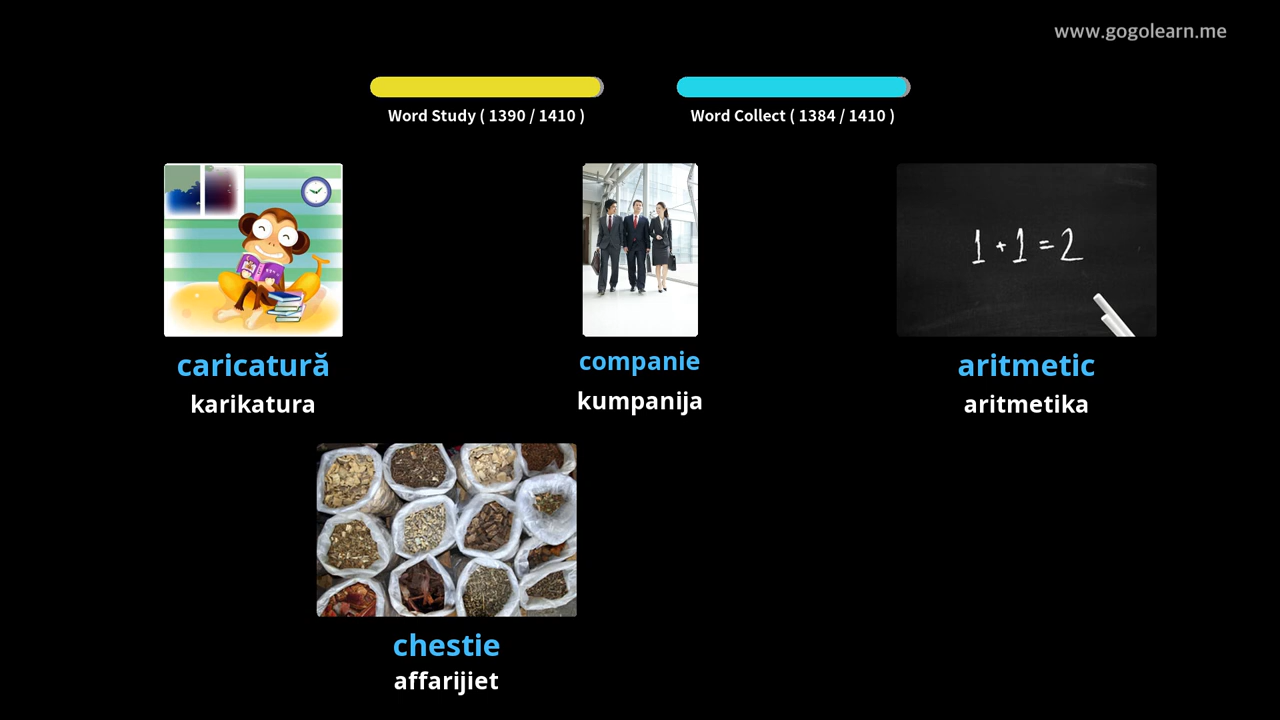 www.gogolearn.me
Word Study ( 1390 / 1410 )
Word Collect ( 1384 / 1410 )
1 + 1 = 2
caricatură
karikatura
companie
kumpanija
aritmetic
aritmetika
chestie
affarijiet